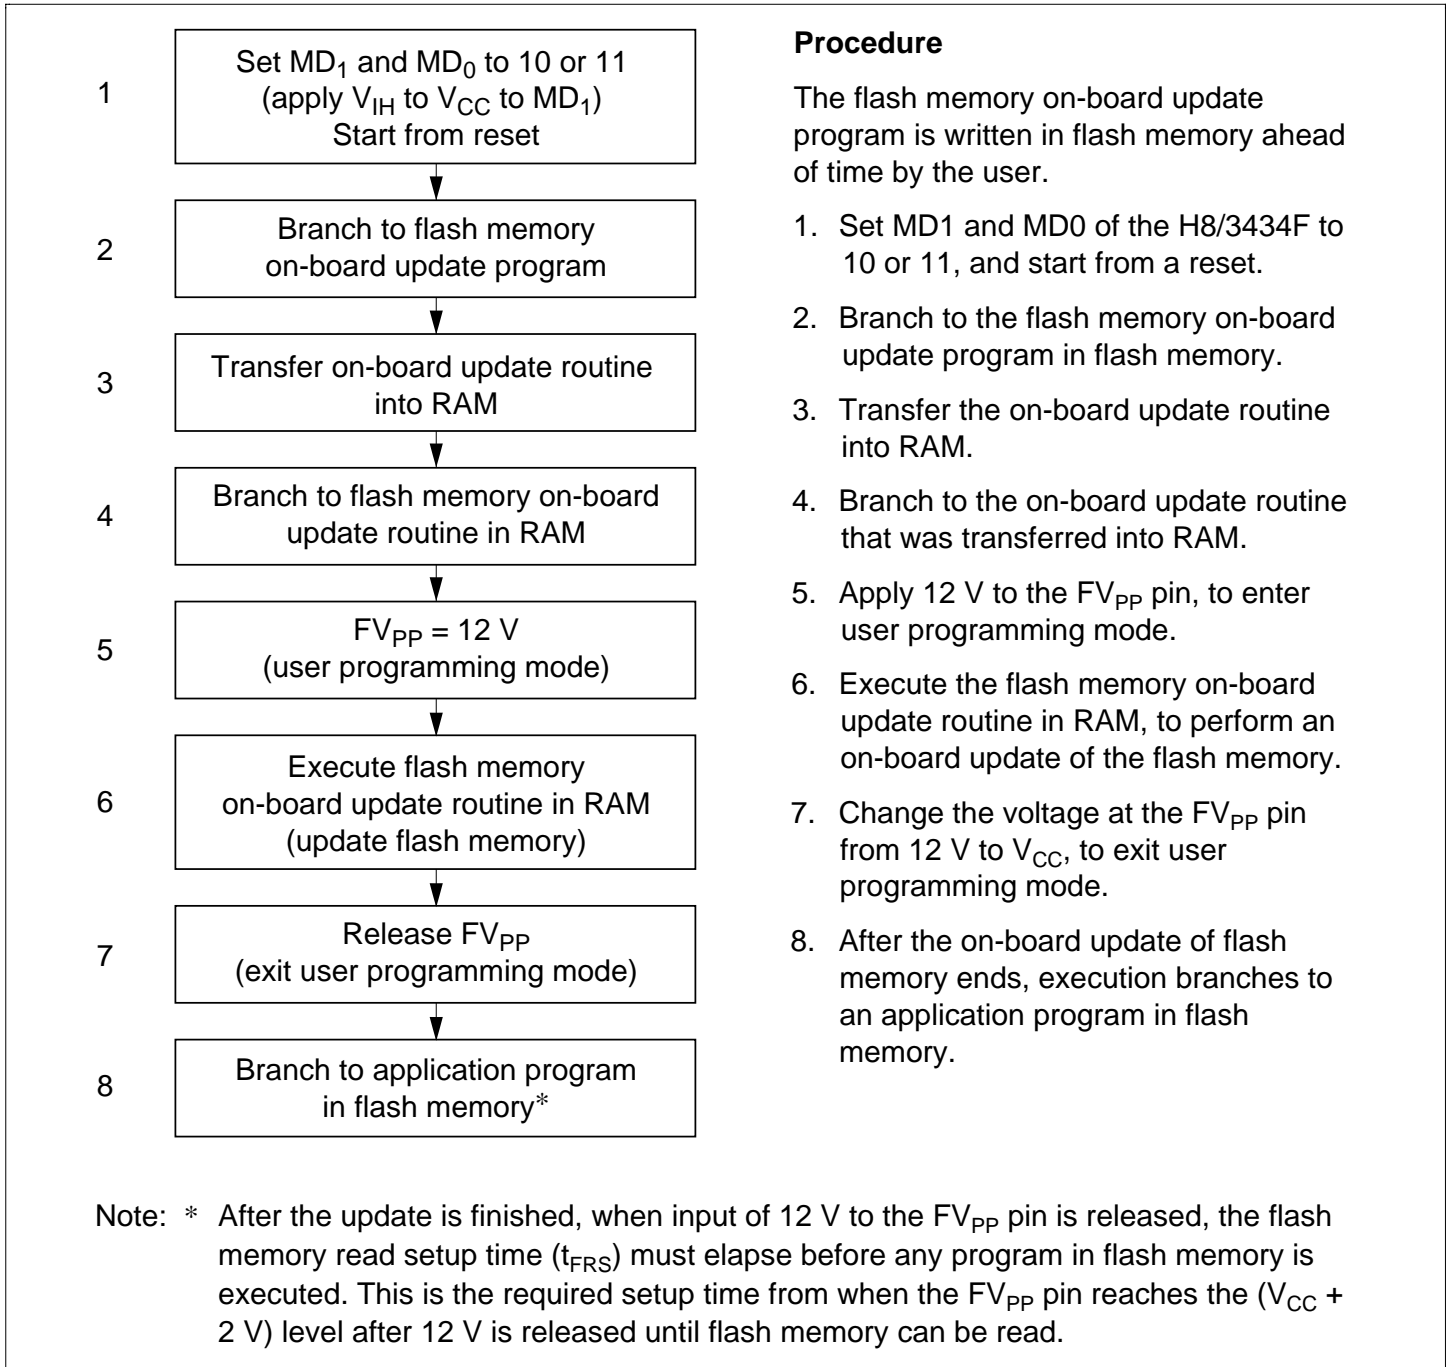 1
Set MD1 and MD0 to 10 or 11
(apply VIH to VCC to MD1)
Start from reset
2
Branch to flash memory
on-board update program
3
Transfer on-board update routine
into RAM
4
Branch to flash memory on-board
update routine in RAM
5
FVPP = 12 V
(user programming mode)
6
Execute flash memory
on-board update routine in RAM
(update flash memory)
7
Release FVPP
(exit user programming mode)
8
Branch to application program
in flash memory*
Procedure
The flash memory on-board update
program is written in flash memory ahead
of time by the user.
1. Set MD1 and MD0 of the H8/3434F to
10 or 11, and start from a reset.
2. Branch to the flash memory on-board
update program in flash memory.
3. Transfer the on-board update routine
into RAM.
4. Branch to the on-board update routine
that was transferred into RAM.
5. Apply 12 V to the FVPP pin, to enter
user programming mode.
6. Execute the flash memory on-board
update routine in RAM, to perform an
on-board update of the flash memory.
7. Change the voltage at the FVPP pin
from 12 V to VCC, to exit user
programming mode.
8. After the on-board update of flash
memory ends, execution branches to
an application program in flash
memory.
Note: * After the update is finished, when input of 12 V to the FVPP pin is released, the flash
memory read setup time (tFRS) must elapse before any program in flash memory is
executed. This is the required setup time from when the FVPP pin reaches the (VCC +
2 V) level after 12 V is released until flash memory can be read.